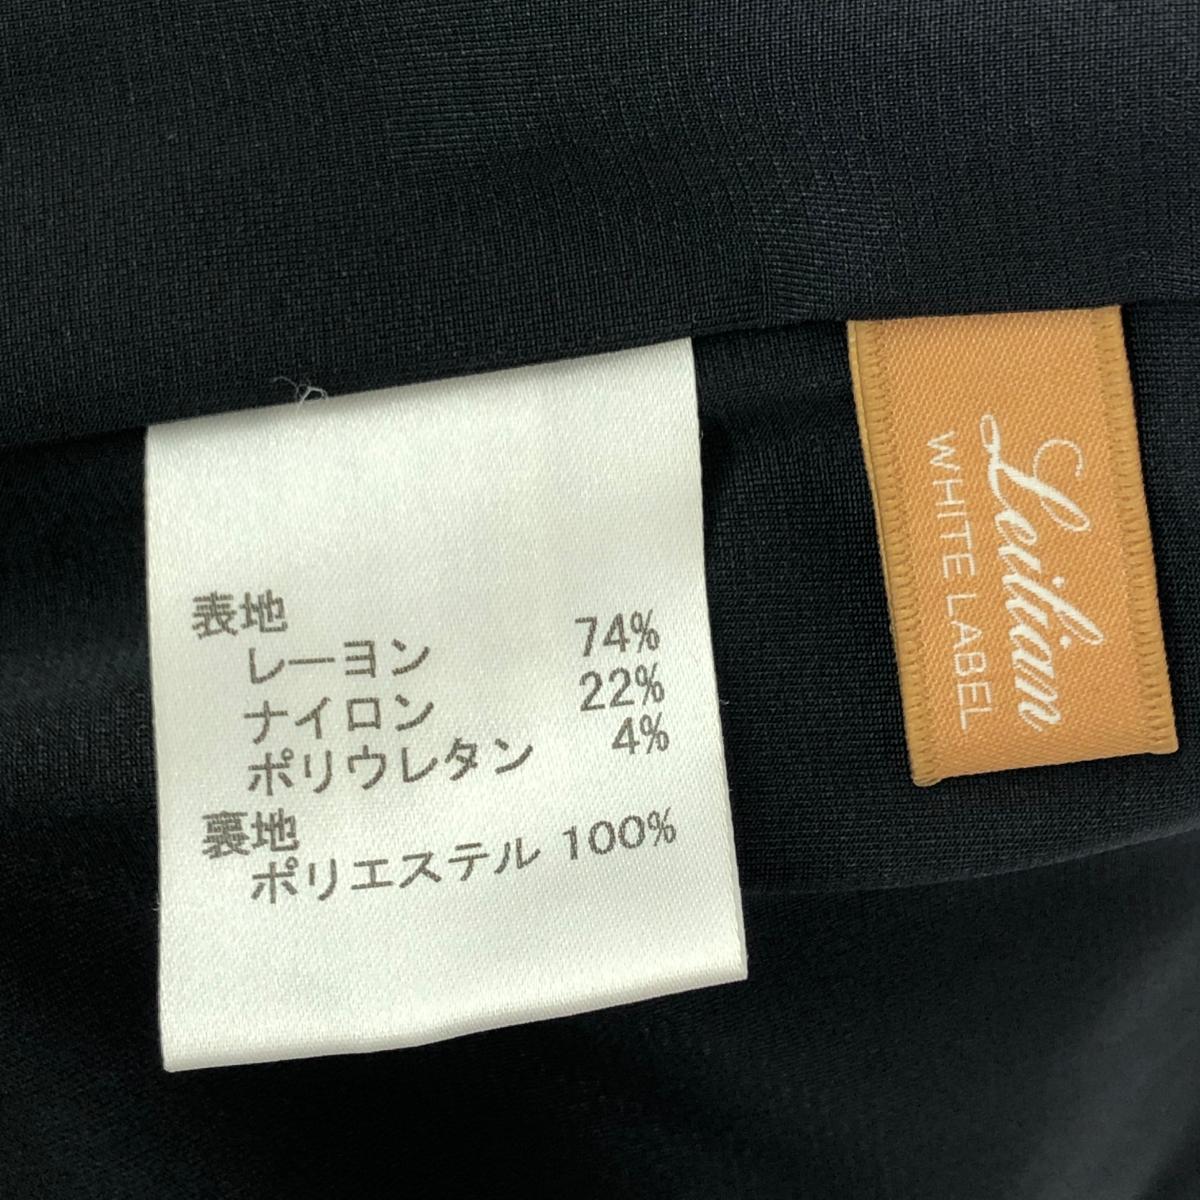 表地
レーヨン 74%
ナイロン 22%
ポリウレタン 4%
裏地
ポリエステル 100%
Leilian
WHITE LABEL